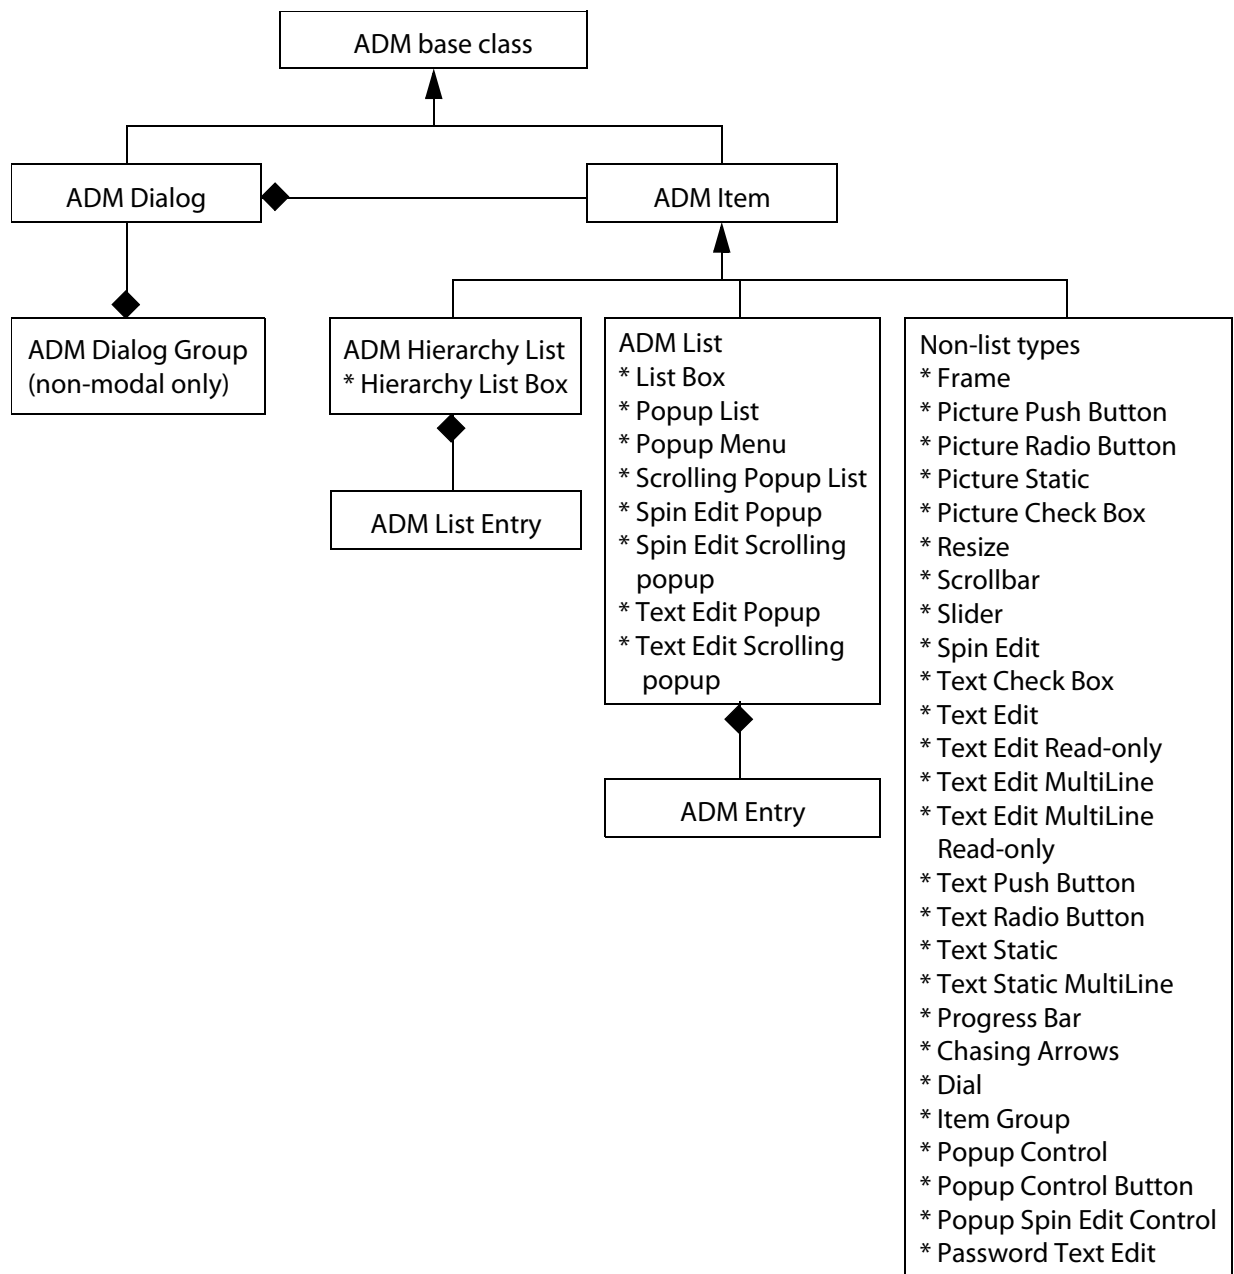 ADM base class
ADM Dialog
ADM Item
ADM Dialog Group
(non-modal only)
ADM Hierarchy List
* Hierarchy List Box
ADM List Entry
ADM List
* List Box
* Popup List
* Popup Menu
* Scrolling Popup List
* Spin Edit Popup
* Spin Edit Scrolling
popup
* Text Edit Popup
* Text Edit Scrolling
popup
ADM Entry
Non-list types
* Frame
* Picture Push Button
* Picture Radio Button
* Picture Static
* Picture Check Box
* Resize
* Scrollbar
* Slider
* Spin Edit
* Text Check Box
* Text Edit
* Text Edit Read-only
* Text Edit MultiLine
* Text Edit MultiLine
Read-only
* Text Push Button
* Text Radio Button
* Text Static
* Text Static MultiLine
* Progress Bar
* Chasing Arrows
* Dial
* Item Group
* Popup Control
* Popup Control Button
* Popup Spin Edit Control
* Password Text Edit